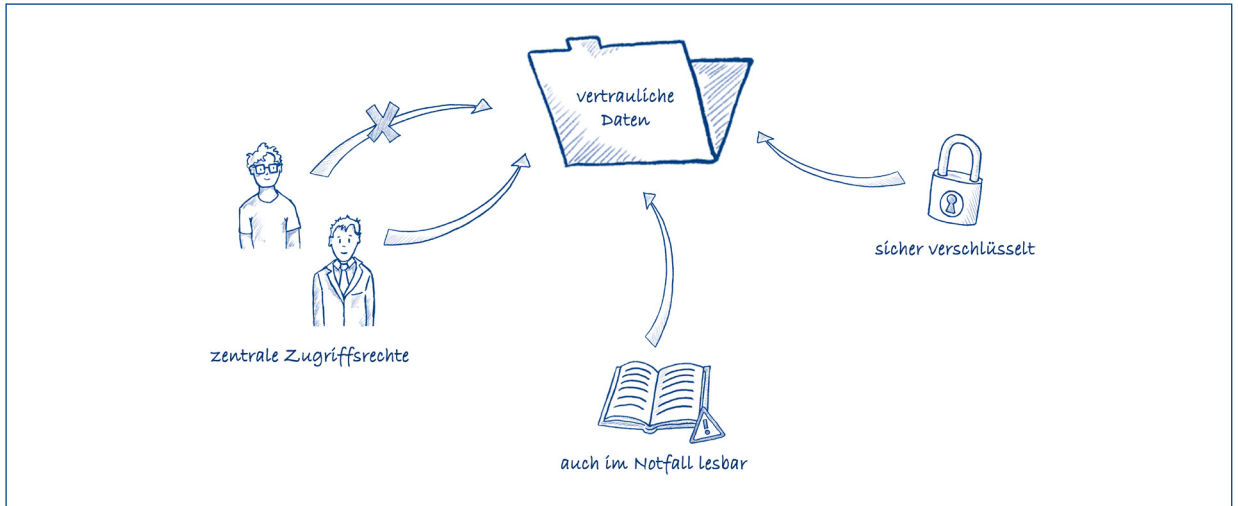 vertrauliche
Daten
zentrale Zugriffsrechte
sicher verschlüsselt
auch im Notfall lesbar